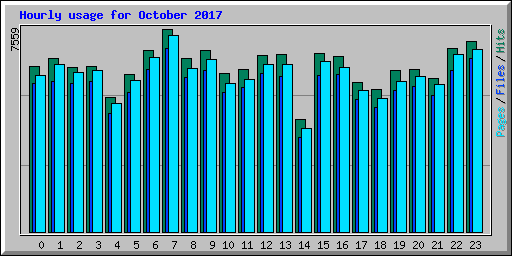 Hourly usage for October 2017
7559
Pages/Files/Hits
0 1 2 3 4 5 6 7 8 9 10 11 12 13 14 15 16 17 18 19 20 21 22 23